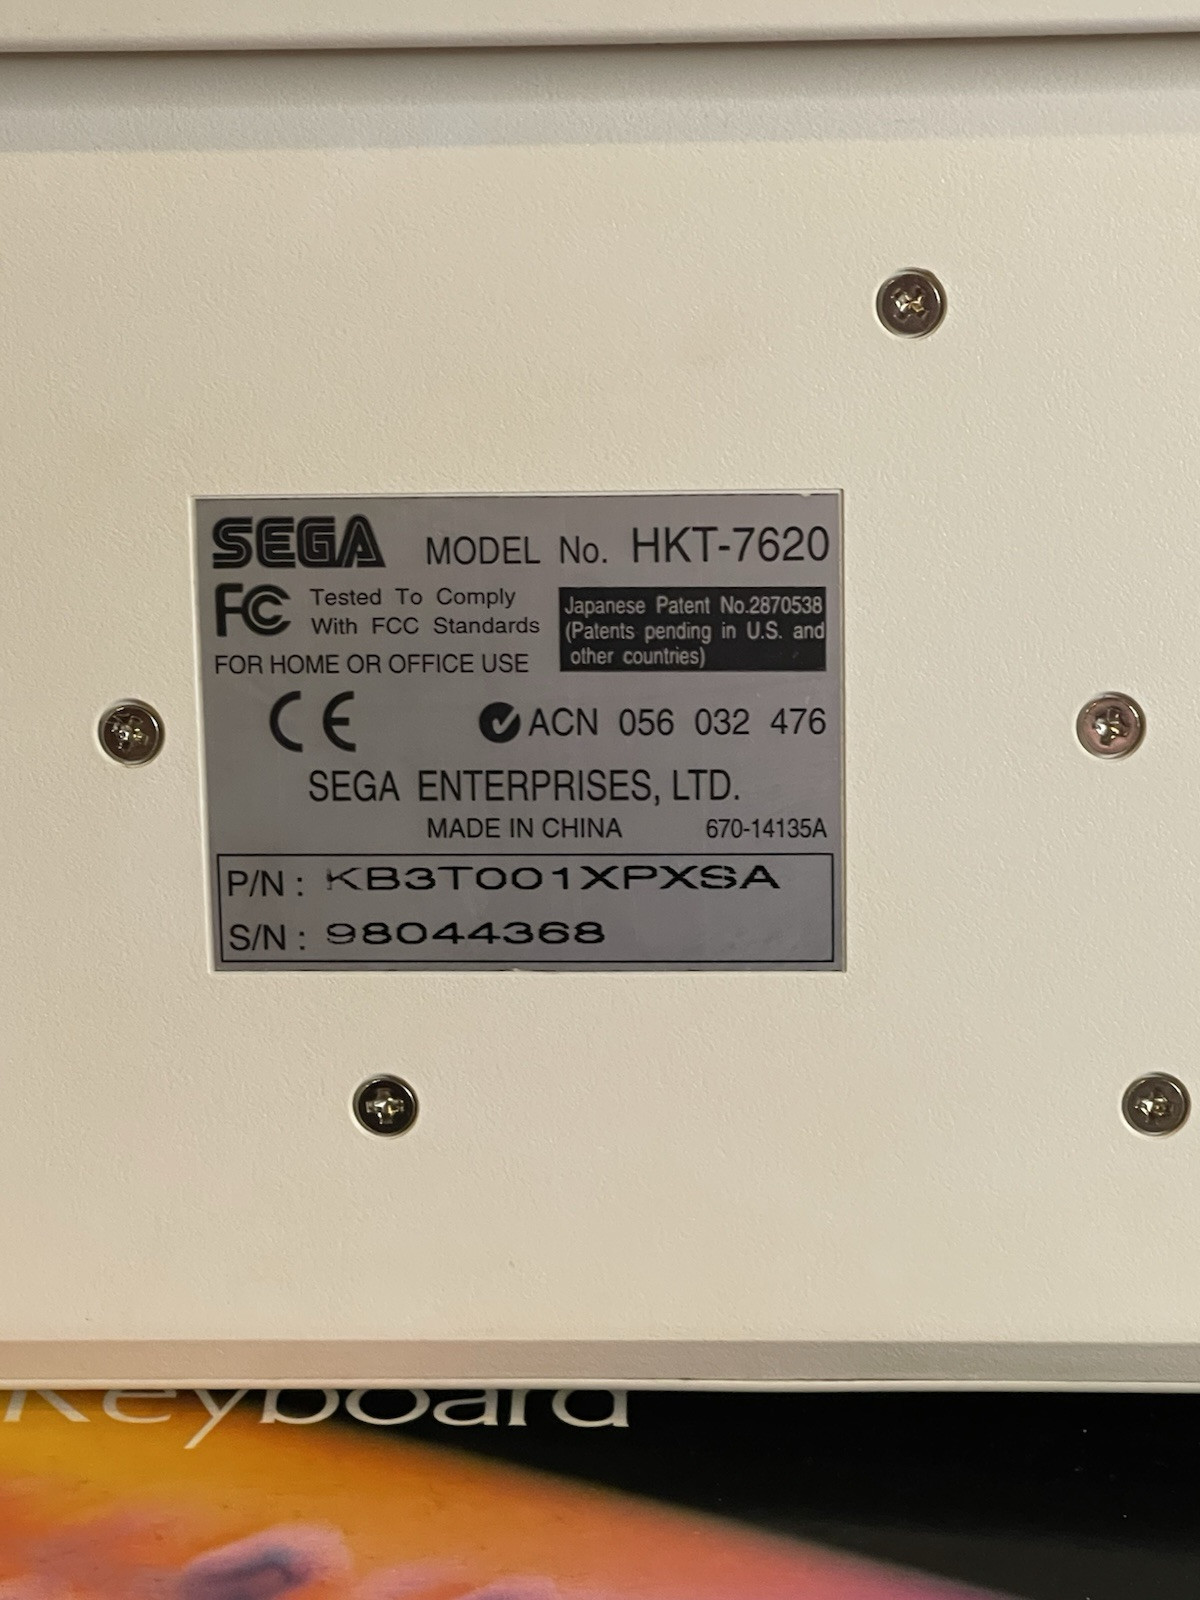 SEGA MODEL No. HKT-7620
FC Tested To Comply
With FCC Standards
FOR HOME OR OFFICE USE
Japanese Patent No.2870538
(Patents pending in U.S. and
other countries)
CE ACN 056 032 476
SEGA ENTERPRISES, LTD.
MADE IN CHINA 670-14135A
P/N : KB3T001XPXSA
S/N : 98044368
Keyboard